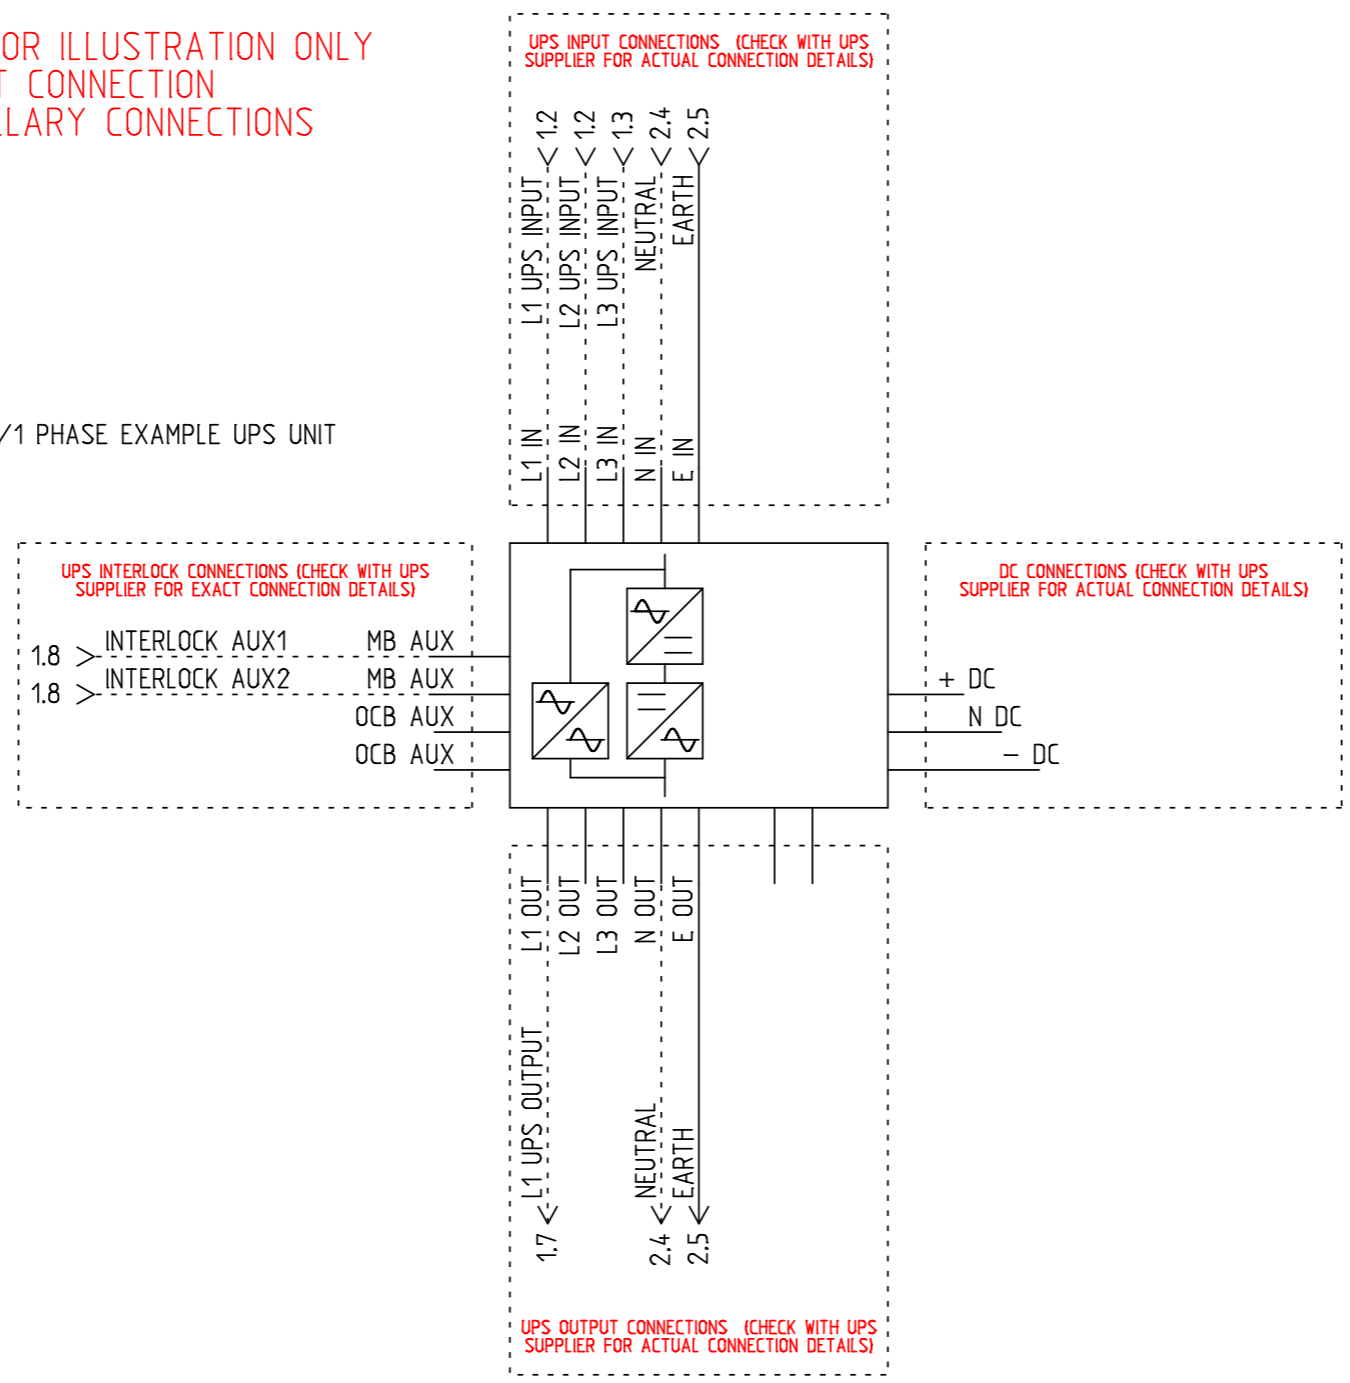 OR ILLUSTRATION ONLY
T CONNECTION
LLARY CONNECTIONS
UPS INPUT CONNECTIONS (CHECK WITH UPS
SUPPLIER FOR ACTUAL CONNECTION DETAILS)
1.2
1.2
1.3
2.4
2.5
L1 UPS INPUT
L2 UPS INPUT
L3 UPS INPUT
NEUTRAL
EARTH
/1 PHASE EXAMPLE UPS UNIT
L1 IN
L2 IN
L3 IN
N IN
E IN
UPS INTERLOCK CONNECTIONS (CHECK WITH UPS
SUPPLIER FOR EXACT CONNECTION DETAILS)
1.8 INTERLOCK AUX1 MB AUX
1.8 INTERLOCK AUX2 MB AUX
OCB AUX
OCB AUX
DC CONNECTIONS (CHECK WITH UPS
SUPPLIER FOR ACTUAL CONNECTION DETAILS)
+ DC
N DC
- DC
L1 OUT
L2 OUT
L3 OUT
N OUT
E OUT
L1 UPS OUTPUT
NEUTRAL
EARTH
1.7
2.4
2.5
UPS OUTPUT CONNECTIONS (CHECK WITH UPS
SUPPLIER FOR ACTUAL CONNECTION DETAILS)